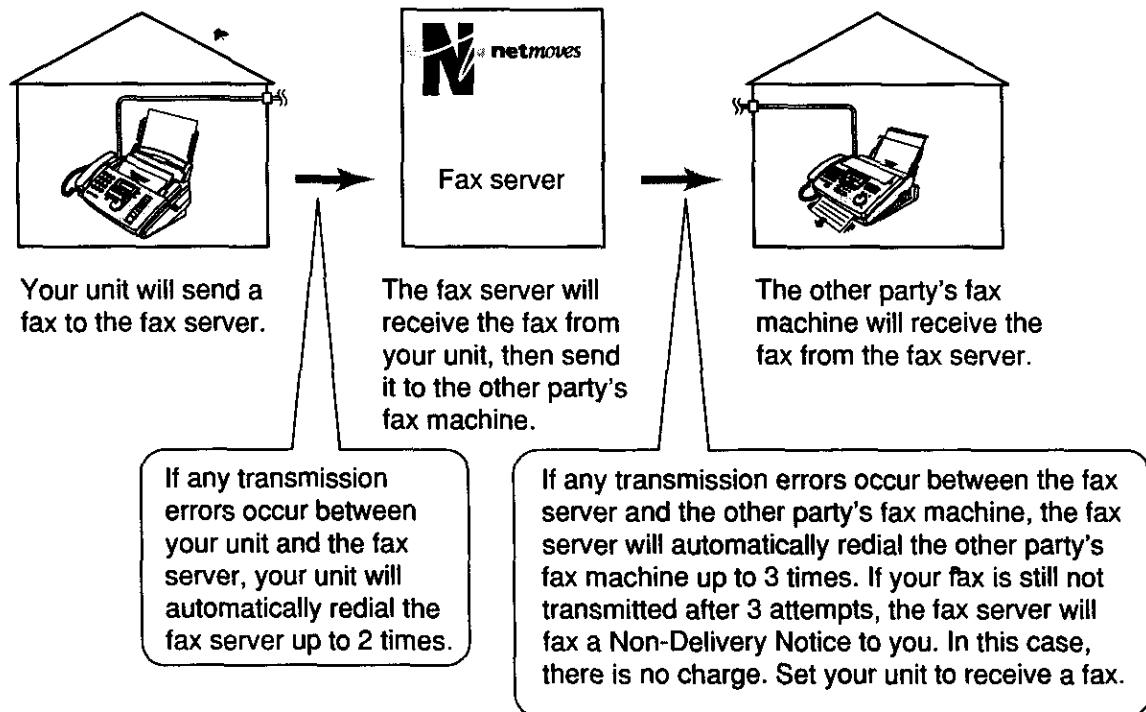 netmoves
Fax server
Your unit will send a
fax to the fax server.
The fax server will
receive the fax from
your unit, then send
it to the other party's
fax machine.
The other party's fax
machine will receive the
fax from the fax server.
If any transmission
errors occur between
your unit and the fax
server, your unit will
automatically redial the
fax server up to 2 times.
If any transmission errors occur between the fax
server and the other party's fax machine, the fax
server will automatically redial the other party's
fax machine up to 3 times. If your fax is still not
transmitted after 3 attempts, the fax server will
fax a Non-Delivery Notice to you. In this case,
there is no charge. Set your unit to receive a fax.